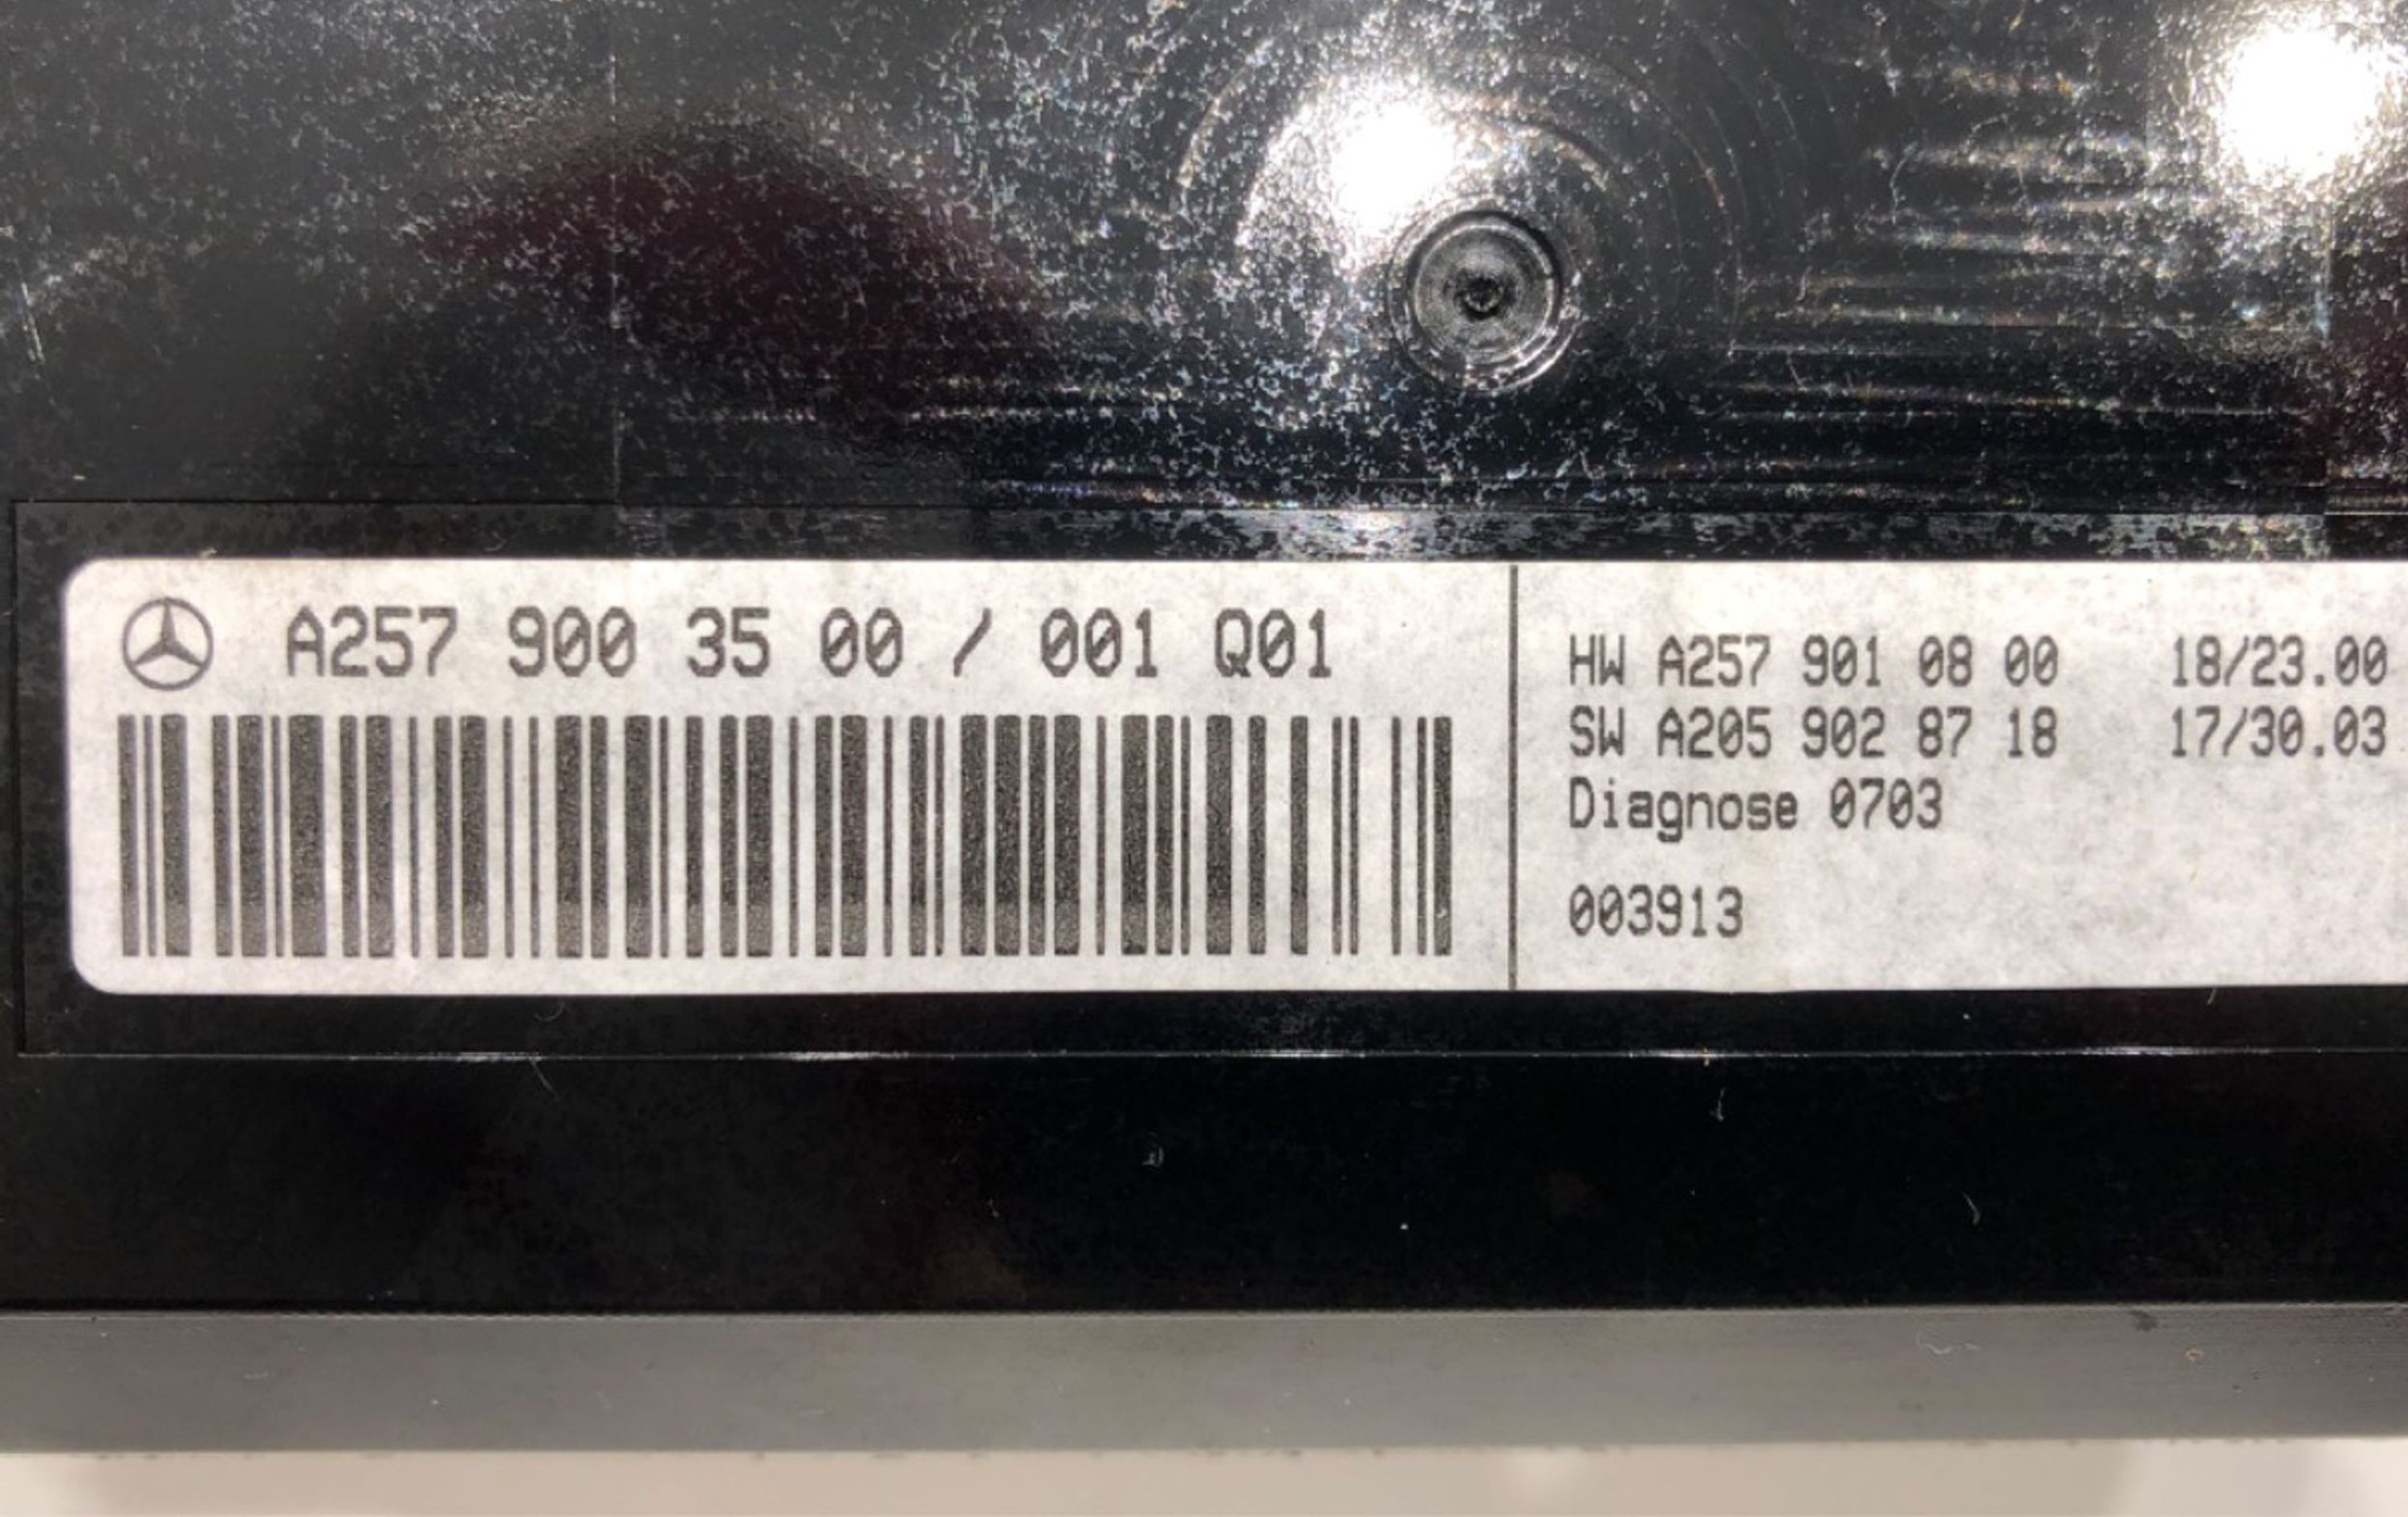 A257 900 35 00 / 001 Q01
HW A257 901 08 00 18/23.00
SW A205 902 87 18 17/30.03
Diagnose 0703
003913